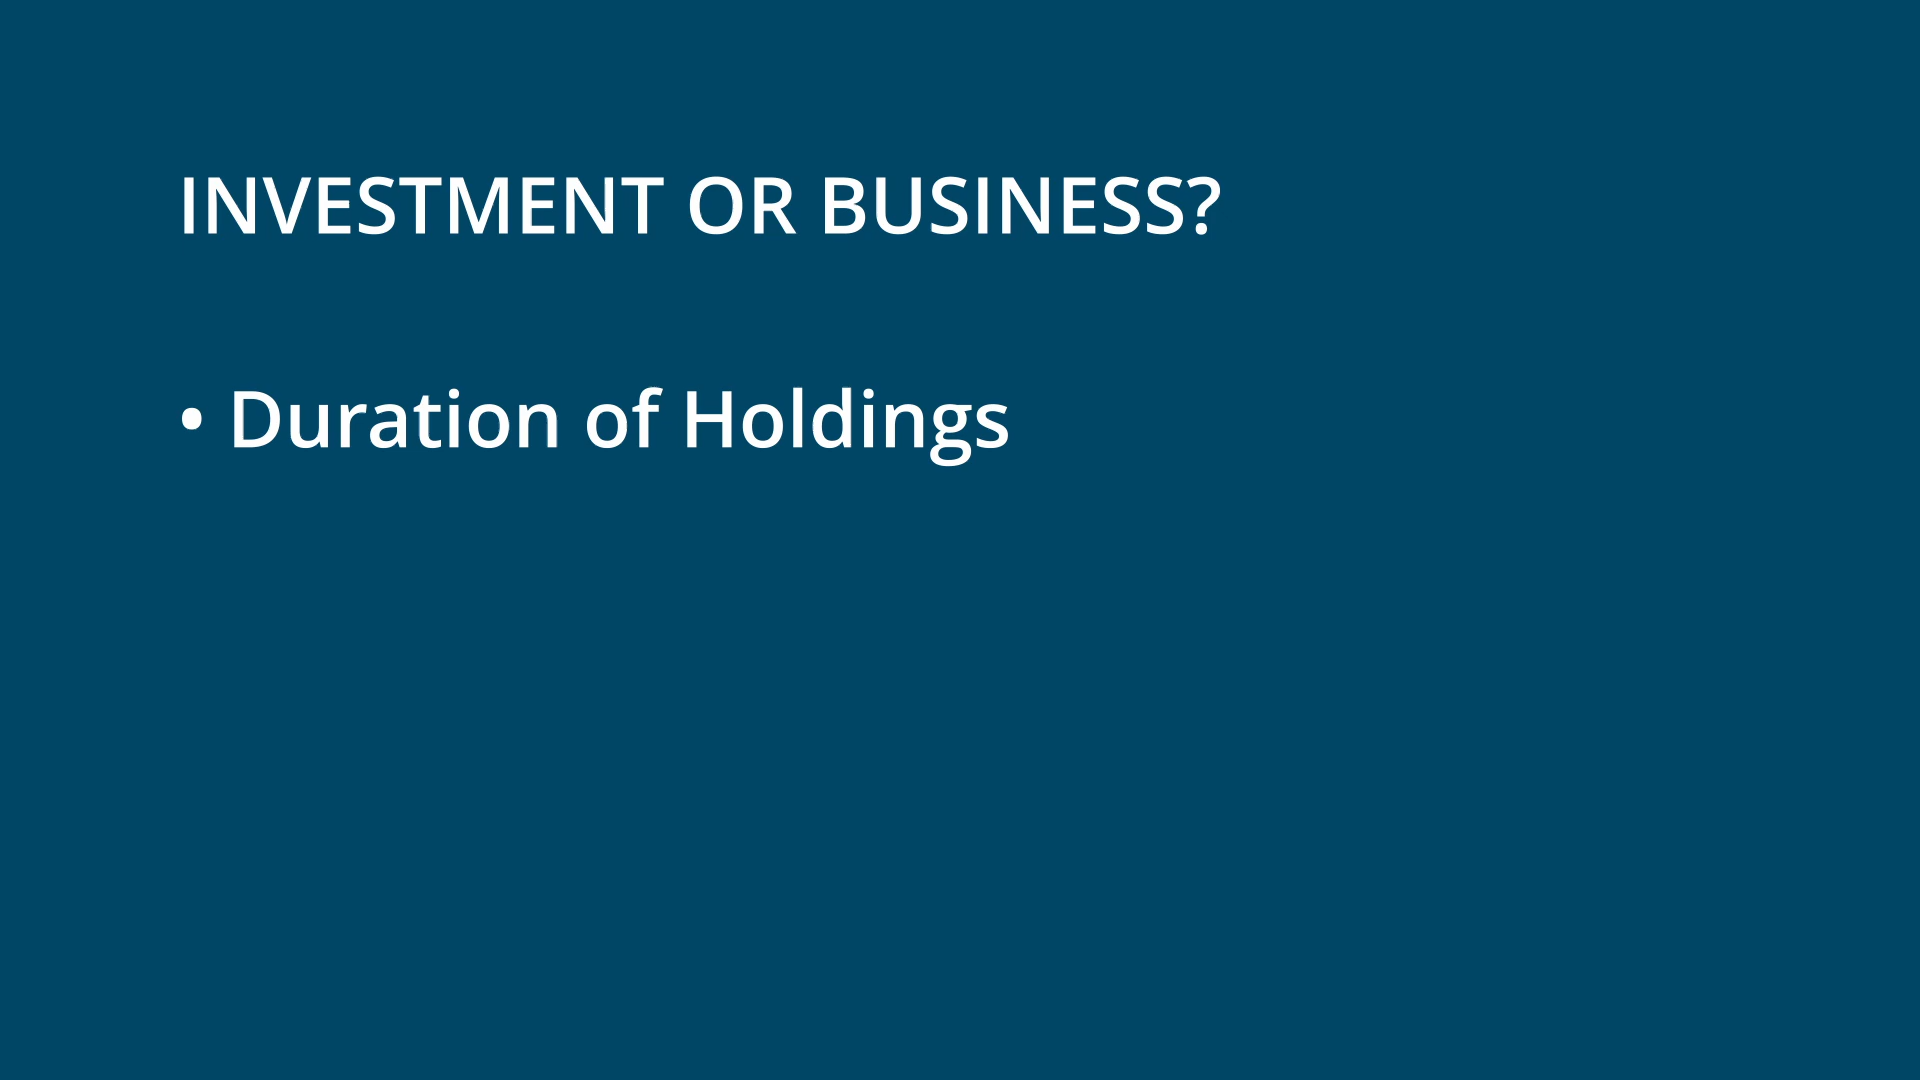 INVESTMENT OR BUSINESS?
• Duration of Holdings